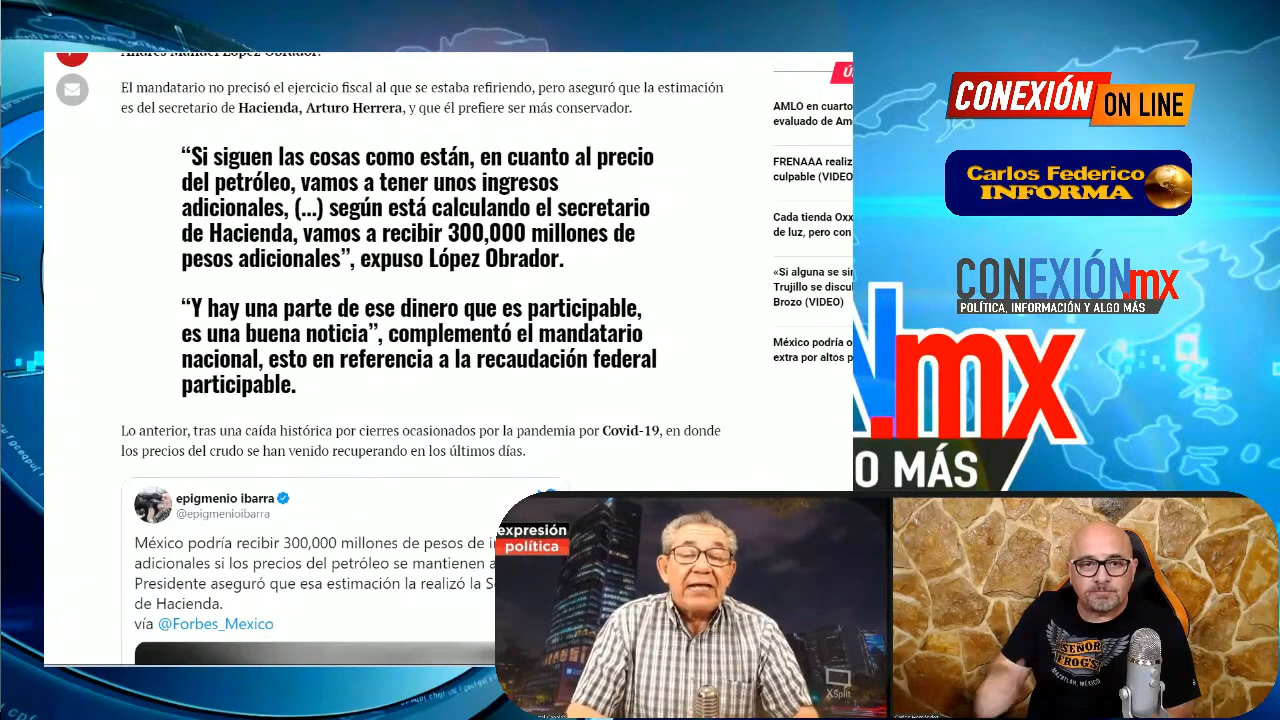 Andrés Manuel López Obrador.
El mandatario no precisó el ejercicio fiscal al que se estaba refiriendo, pero aseguró que la estimación
es del secretario de Hacienda, Arturo Herrera, y que él prefiere ser más conservador.
“Si siguen las cosas como están, en cuanto al precio
del petróleo, vamos a tener unos ingresos
adicionales, (...) según está calculando el secretario
de Hacienda, vamos a recibir 300,000 millones de
pesos adicionales”, expuso López Obrador.
“Y hay una parte de ese dinero que es participable,
es una buena noticia”, complementó el mandatario
nacional, esto en referencia a la recaudación federal
participable.
Lo anterior, tras una caída histórica por cierres ocasionados por la pandemia por Covid-19, en donde
los precios del crudo se han venido recuperando en los últimos días.
epigmenio ibarra
@epigmenioibarra
México podría recibir 300,000 millones de pesos de i
adicionales si los precios del petróleo se mantienen a
Presidente aseguró que esa estimación la realizó la S
de Hacienda.
vía @Forbes_Mexico
Ú
AMLO en cuarto
evaluado de Am
FRENAAA realiz
culpable (VIDEO
Cada tienda Oxx
de luz, pero con
«Si alguna se si
Trujillo se discul
Brozo (VIDEO)
México podría o
extra por altos p
CONEXIÓN ON LINE
Carlos Federico
INFORMA
CONEXIÓN.mx
POLÍTICA, INFORMACIÓN Y ALGO MÁS
N.mx
O MÁS
expresión
política
XSplit
SEÑOR
FROG'S
MAZATLAN, MÉXICO